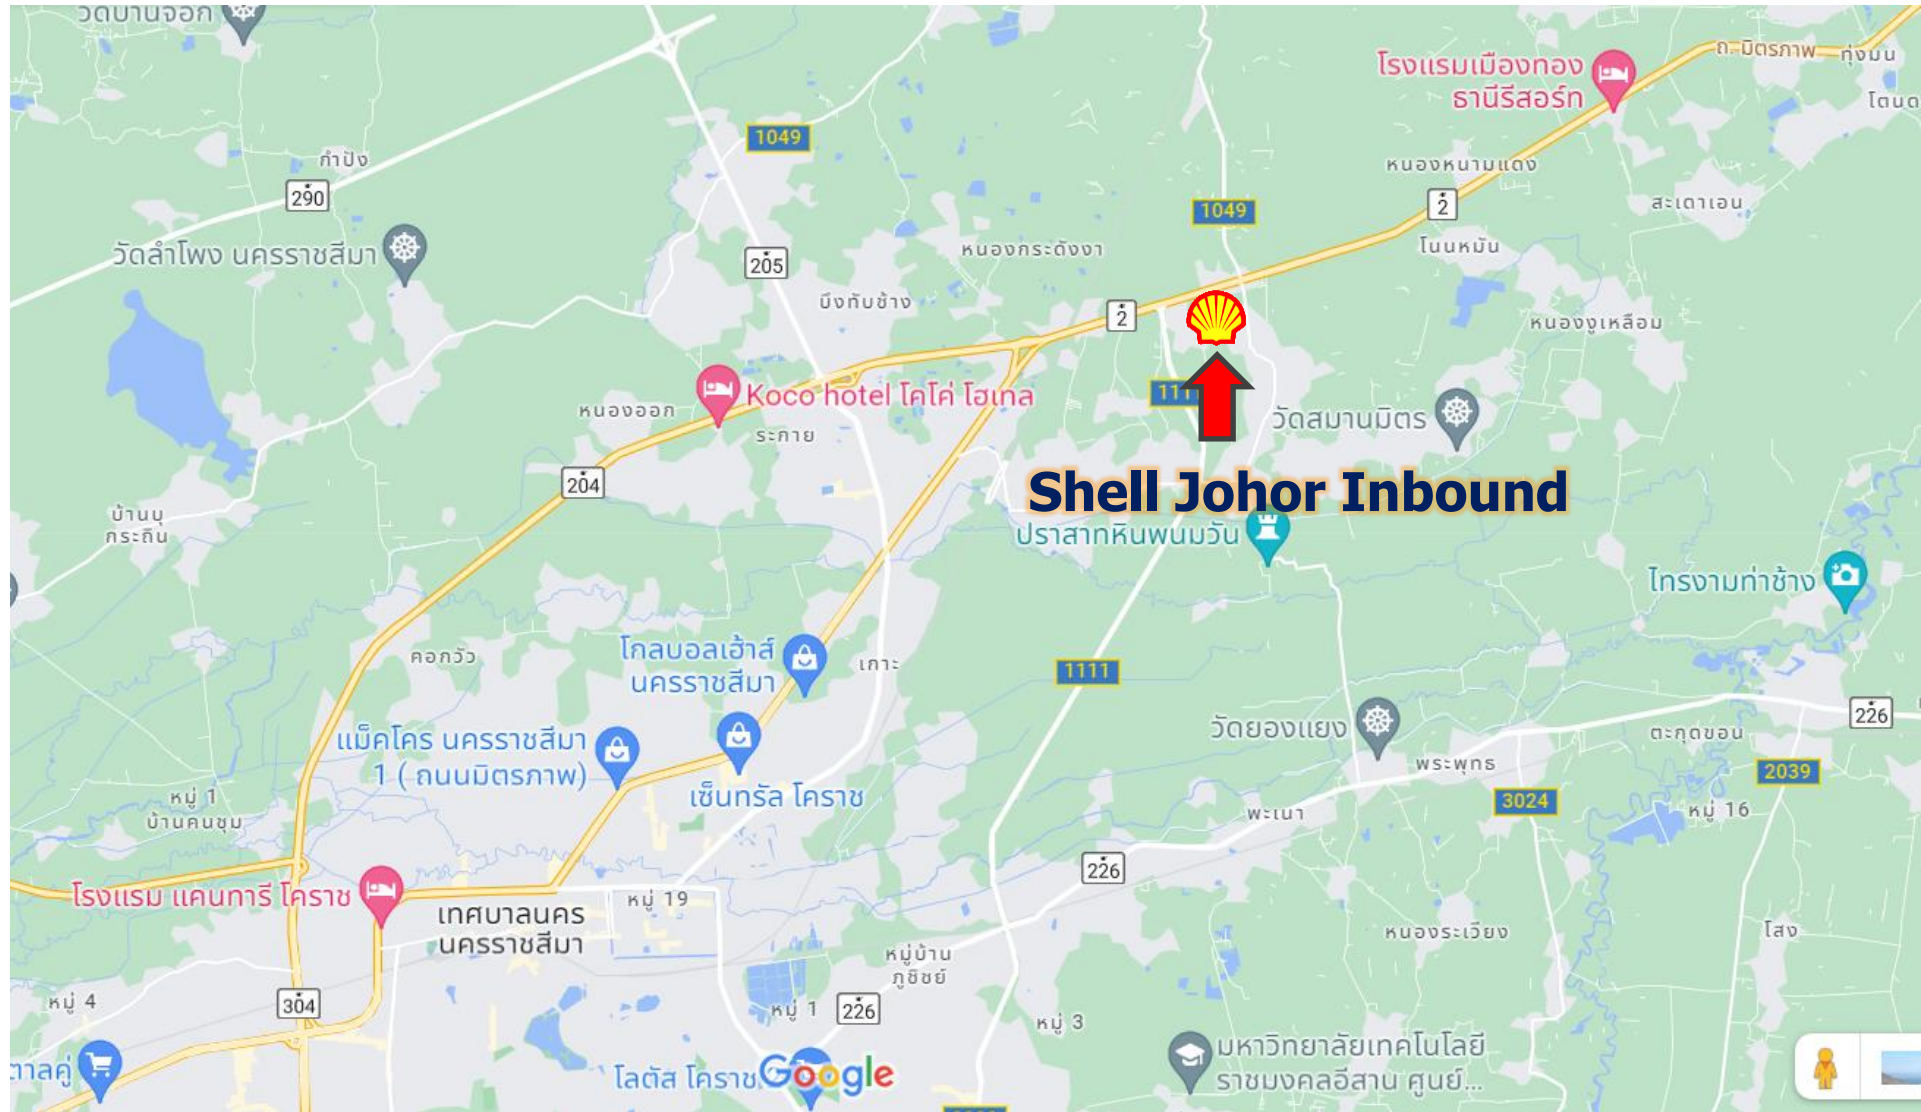 วัดบ้านจอก
ถ. มิตรภาพ
ทุ่งมน
โรงแรมเมืองทอง
ธานีรีสอร์ท
1049
กำปัง
หนองหนามแดง
290
2
1049
สะเดาเอน
วัดลำโพง นครราชสีมา
205
หนองกระดังงา
โนนหมัน
บึงทับช้าง
2
หนองงูเหลือม
Koco hotel โคโค่ โฮเทล
หนองออก
ระกาย
วัดสมานมิตร
204
Shell Johor Inbound
บ้านบุ
กระถิน
ปราสาทหินพนมวัน
ไทรงามท่าช้าง
คอกวัว
โกลบอลเฮ้าส์
นครราชสีมา
เกาะ
1111
226
วัดยองแยง
ตะกุดขอน
แม็คโคร นครราชสีมา
1 ( ถนนมิตรภาพ)
พระพุทธ
2039
เซ็นทรัล โคราช
หมู่ 1
บ้านคนชุม
พะเนา
3024
หมู่ 16
226
โรงแรม แคนทารี โคราช
หมู่ 19
เทศบาลนคร
นครราชสีมา
หนองระเวียง
โสง
หมู่บ้าน
ภูชิชย์
หมู่ 4
304
หมู่ 1
226
หมู่ 3
มหาวิทยาลัยเทคโนโลยี
ราชมงคลอีสาน ศูนย์...
ตาลคู่
โลตัส โคราช
Google